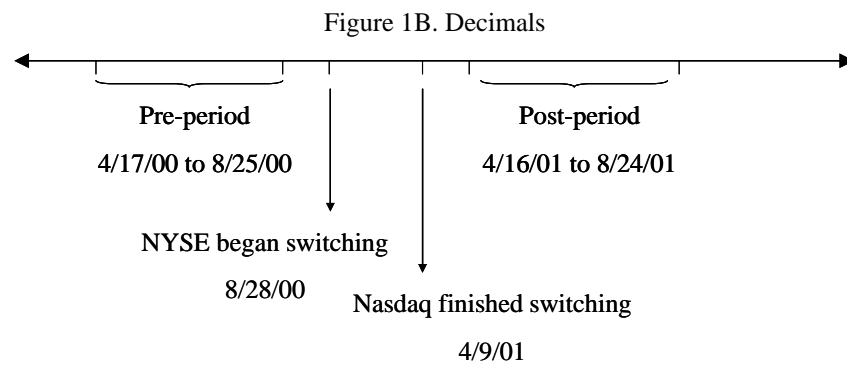 Figure 1B. Decimals
Pre-period
4/17/00 to 8/25/00
Post-period
4/16/01 to 8/24/01
NYSE began switching
8/28/00
Nasdaq finished switching
4/9/01